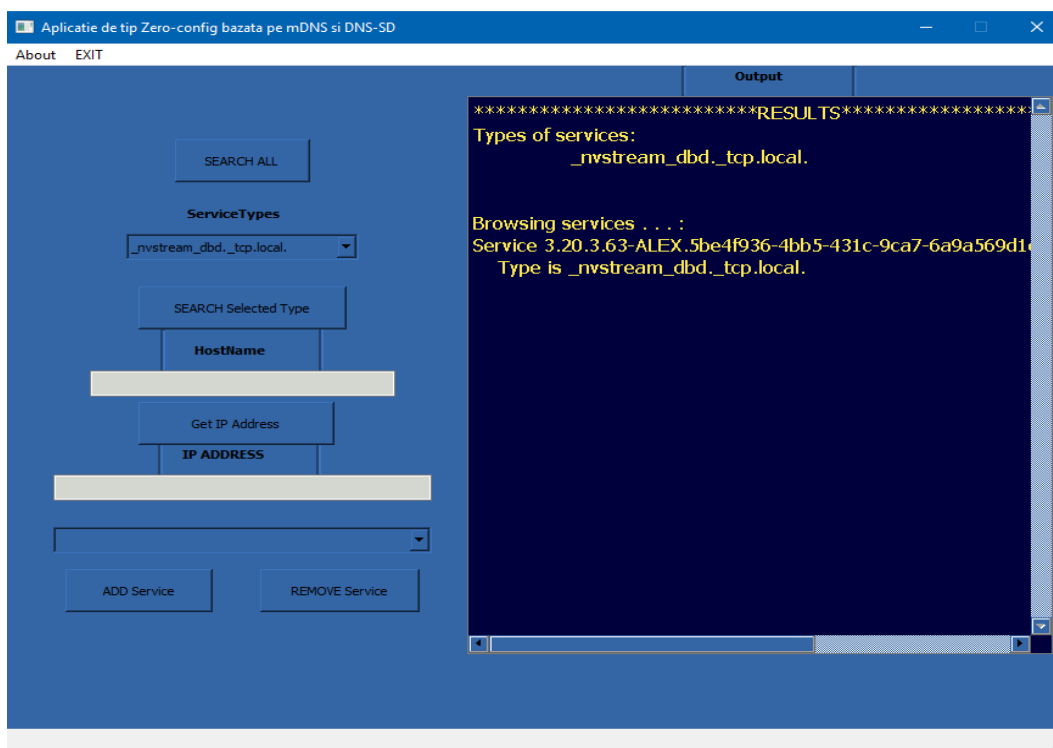 Aplicatie de tip Zero-config bazata pe mDNS si DNS-SD
About EXIT
SEARCH ALL
ServiceTypes
_nvstream_dbd._tcp.local.
SEARCH Selected Type
HostName
Get IP Address
IP ADDRESS
ADD Service REMOVE Service
Output
**************************RESULTS******************
Types of services:
_nvstream_dbd._tcp.local.
Browsing services . . . :
Service 3.20.3.63-ALEX.5be4f936-4bb5-431c-9ca7-6a9a569d1
Type is _nvstream_dbd._tcp.local.